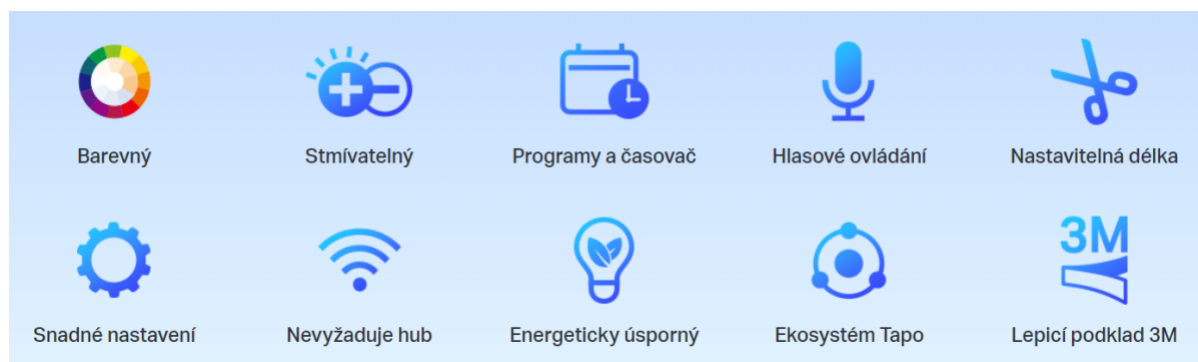 Barevný
Stmívatelný
Programy a časovač
Hlasové ovládání
Nastavitelná délka
3M
Snadné nastavení
Nevyžaduje hub
Energeticky úsporný
Ekosystém Tapo
Lepicí podklad 3M